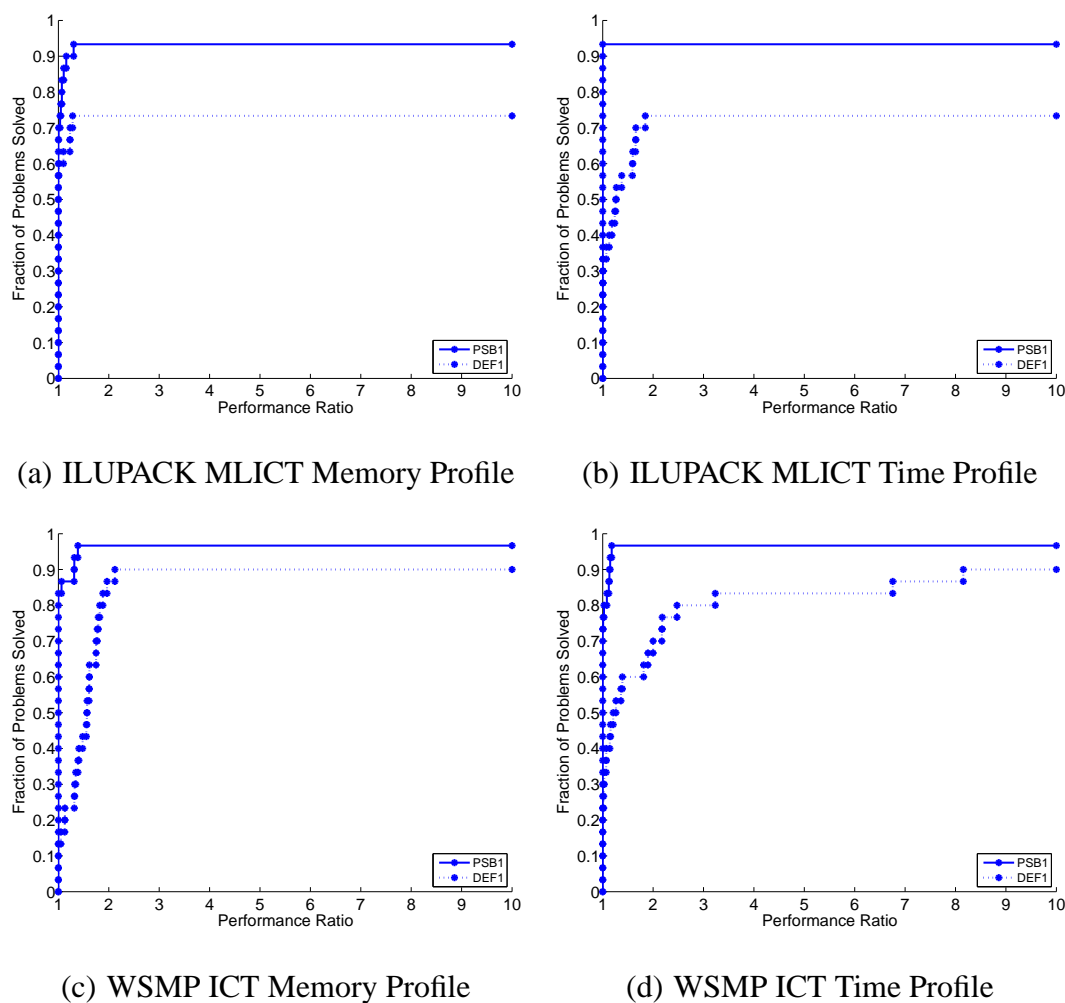 1
0.9
0.8
0.7
0.6
0.5
0.4
0.3
0.2
0.1
0
Fraction of Problems Solved
1 2 3 4 5 6 7 8 9 10
Performance Ratio
PSB1
DEF1
(a) ILUPACK MLICT Memory Profile
1
0.9
0.8
0.7
0.6
0.5
0.4
0.3
0.2
0.1
0
Fraction of Problems Solved
1 2 3 4 5 6 7 8 9 10
Performance Ratio
PSB1
DEF1
(b) ILUPACK MLICT Time Profile
1
0.9
0.8
0.7
0.6
0.5
0.4
0.3
0.2
0.1
0
Fraction of Problems Solved
1 2 3 4 5 6 7 8 9 10
Performance Ratio
PSB1
DEF1
(c) WSMP ICT Memory Profile
1
0.9
0.8
0.7
0.6
0.5
0.4
0.3
0.2
0.1
0
Fraction of Problems Solved
1 2 3 4 5 6 7 8 9 10
Performance Ratio
PSB1
DEF1
(d) WSMP ICT Time Profile